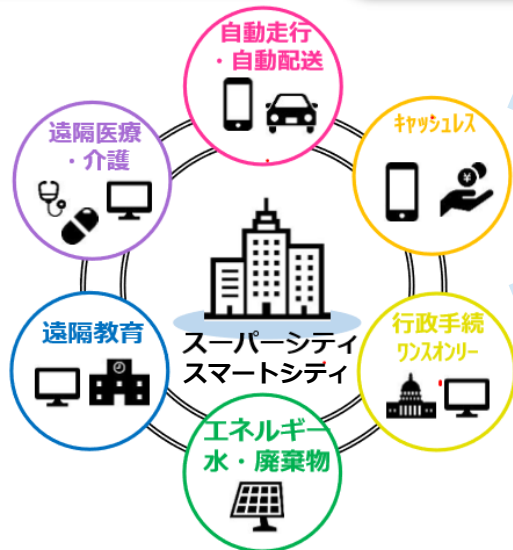 自動走行
・自動配送
キャッシュレス
¥
遠隔医療
・介護
スーパーシティ
スマートシティ
行政手続
ワンスオンリー
遠隔教育
エネルギー
水・廃棄物